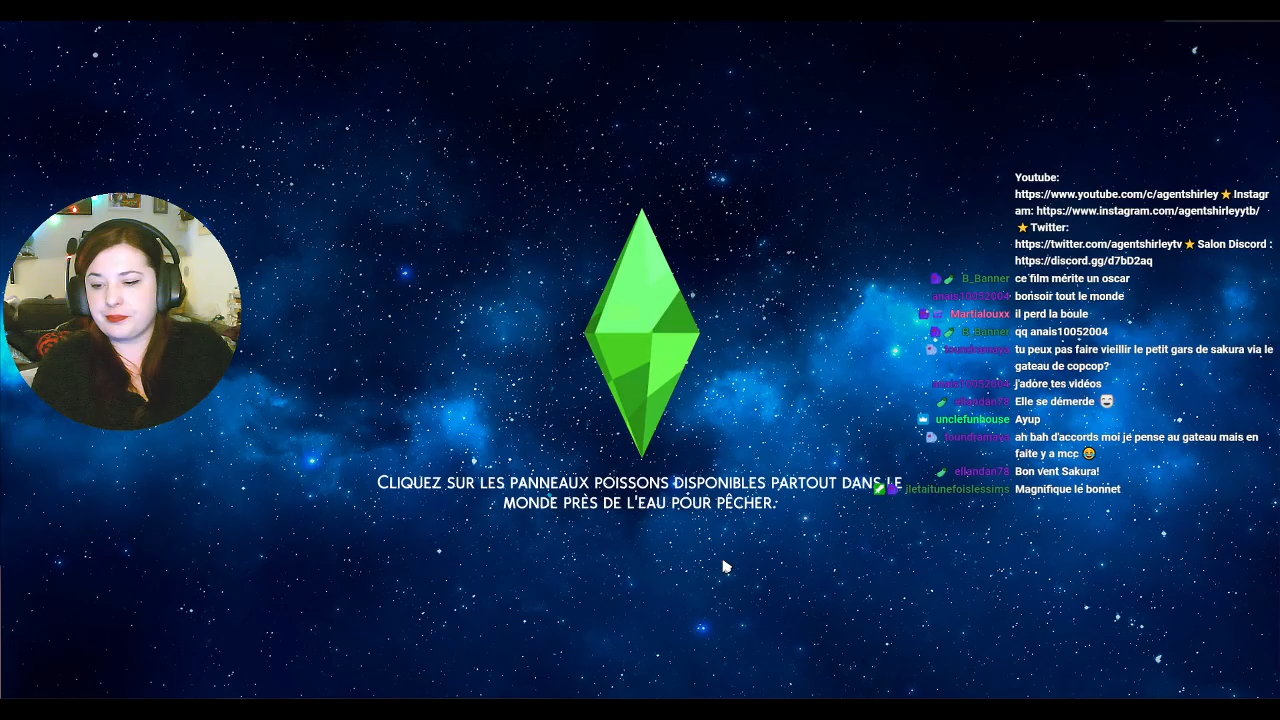 Youtube:
https://www.youtube.com/c/agentshirley⭐Instagr
am: https://www.instagram.com/agentshirleyytb/
⭐Twitter:
https://twitter.com/agentshirleytv⭐Salon Discord :
https://discord.gg/d7bD2aq
B_Banner ce film mérite un oscar
anais10052004 bonsoir tout le monde
Martialouxx il perd la boule
B_Banner qq anais10052004
toundramaya tu peux pas faire vieillir le petit gars de sakura via le
gateau de copcop?
anais10052004 j'adore tes vidéos
ellandan78 Elle se démerde
unclefunhouse Ayup
toundramaya ah bah d'accords moi je pense au gateau mais en
faite y a mcc 😆
ellandan78 Bon vent Sakura!
CLIQUEZ SUR LES PANNEAUX POISSONS DISPONIBLES PARTOUT DANS LE
MONDE PRÈS DE L'EAU POUR PÊCHER.
jletaitunefoislessims Magnifique le bonnet